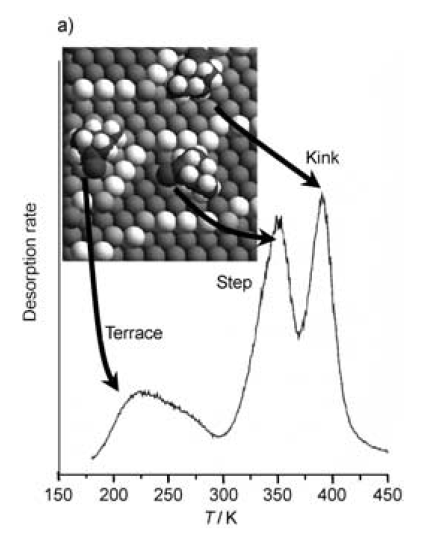 a)
Kink
Step
Terrace
Desorption rate
150 200 250 300 350 400 450
T / K